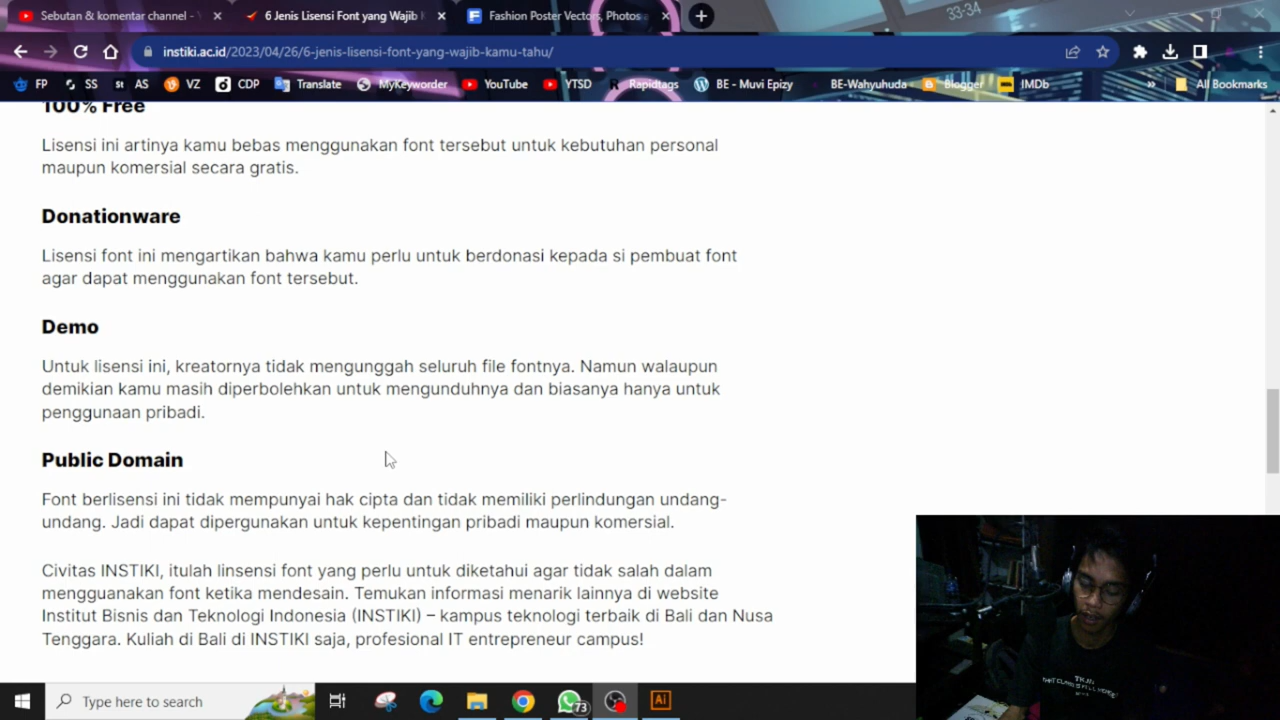 Sebutan & komentar channel -
6 Jenis Lisensi Font yang Wajib
Fashion Poster Vectors, Photos
33:34
instiki.ac.id/2023/04/26/6-jenis-lisensi-font-yang-wajib-kamu-tahu/
FP SS AS VZ CDP Translate MyKeyworder YouTube YTSD Rapidtags BE - Muvi Epizy BE-Wahyuhuda Blogger IMDb » All Bookmarks
100% Free
Lisensi ini artinya kamu bebas menggunakan font tersebut untuk kebutuhan personal
maupun komersial secara gratis.
Donationware
Lisensi font ini mengartikan bahwa kamu perlu untuk berdonasi kepada si pembuat font
agar dapat menggunakan font tersebut.
Demo
Untuk lisensi ini, kreatornya tidak mengunggah seluruh file fontnya. Namun walaupun
demikian kamu masih diperbolehkan untuk mengunduhnya dan biasanya hanya untuk
penggunaan pribadi.
Public Domain
Font berlisensi ini tidak mempunyai hak cipta dan tidak memiliki perlindungan undang-
undang. Jadi dapat dipergunakan untuk kepentingan pribadi maupun komersial.
Civitas INSTIKI, itulah linsensi font yang perlu untuk diketahui agar tidak salah dalam
mengguanakan font ketika mendesain. Temukan informasi menarik lainnya di website
Institut Bisnis dan Teknologi Indonesia (INSTIKI) – kampus teknologi terbaik di Bali dan Nusa
Tenggara. Kuliah di Bali di INSTIKI saja, profesional IT entrepreneur campus!
Type here to search
73
Ai